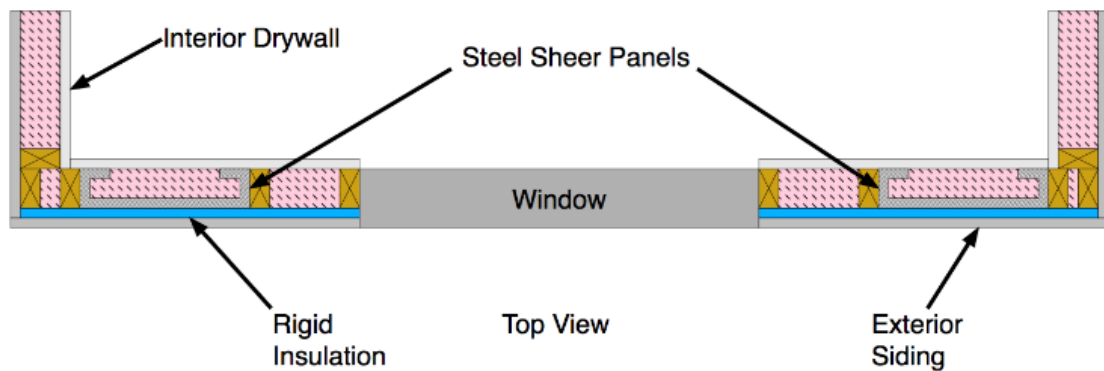 Interior Drywall
Steel Sheer Panels
Window
Rigid
Insulation
Top View
Exterior
Siding